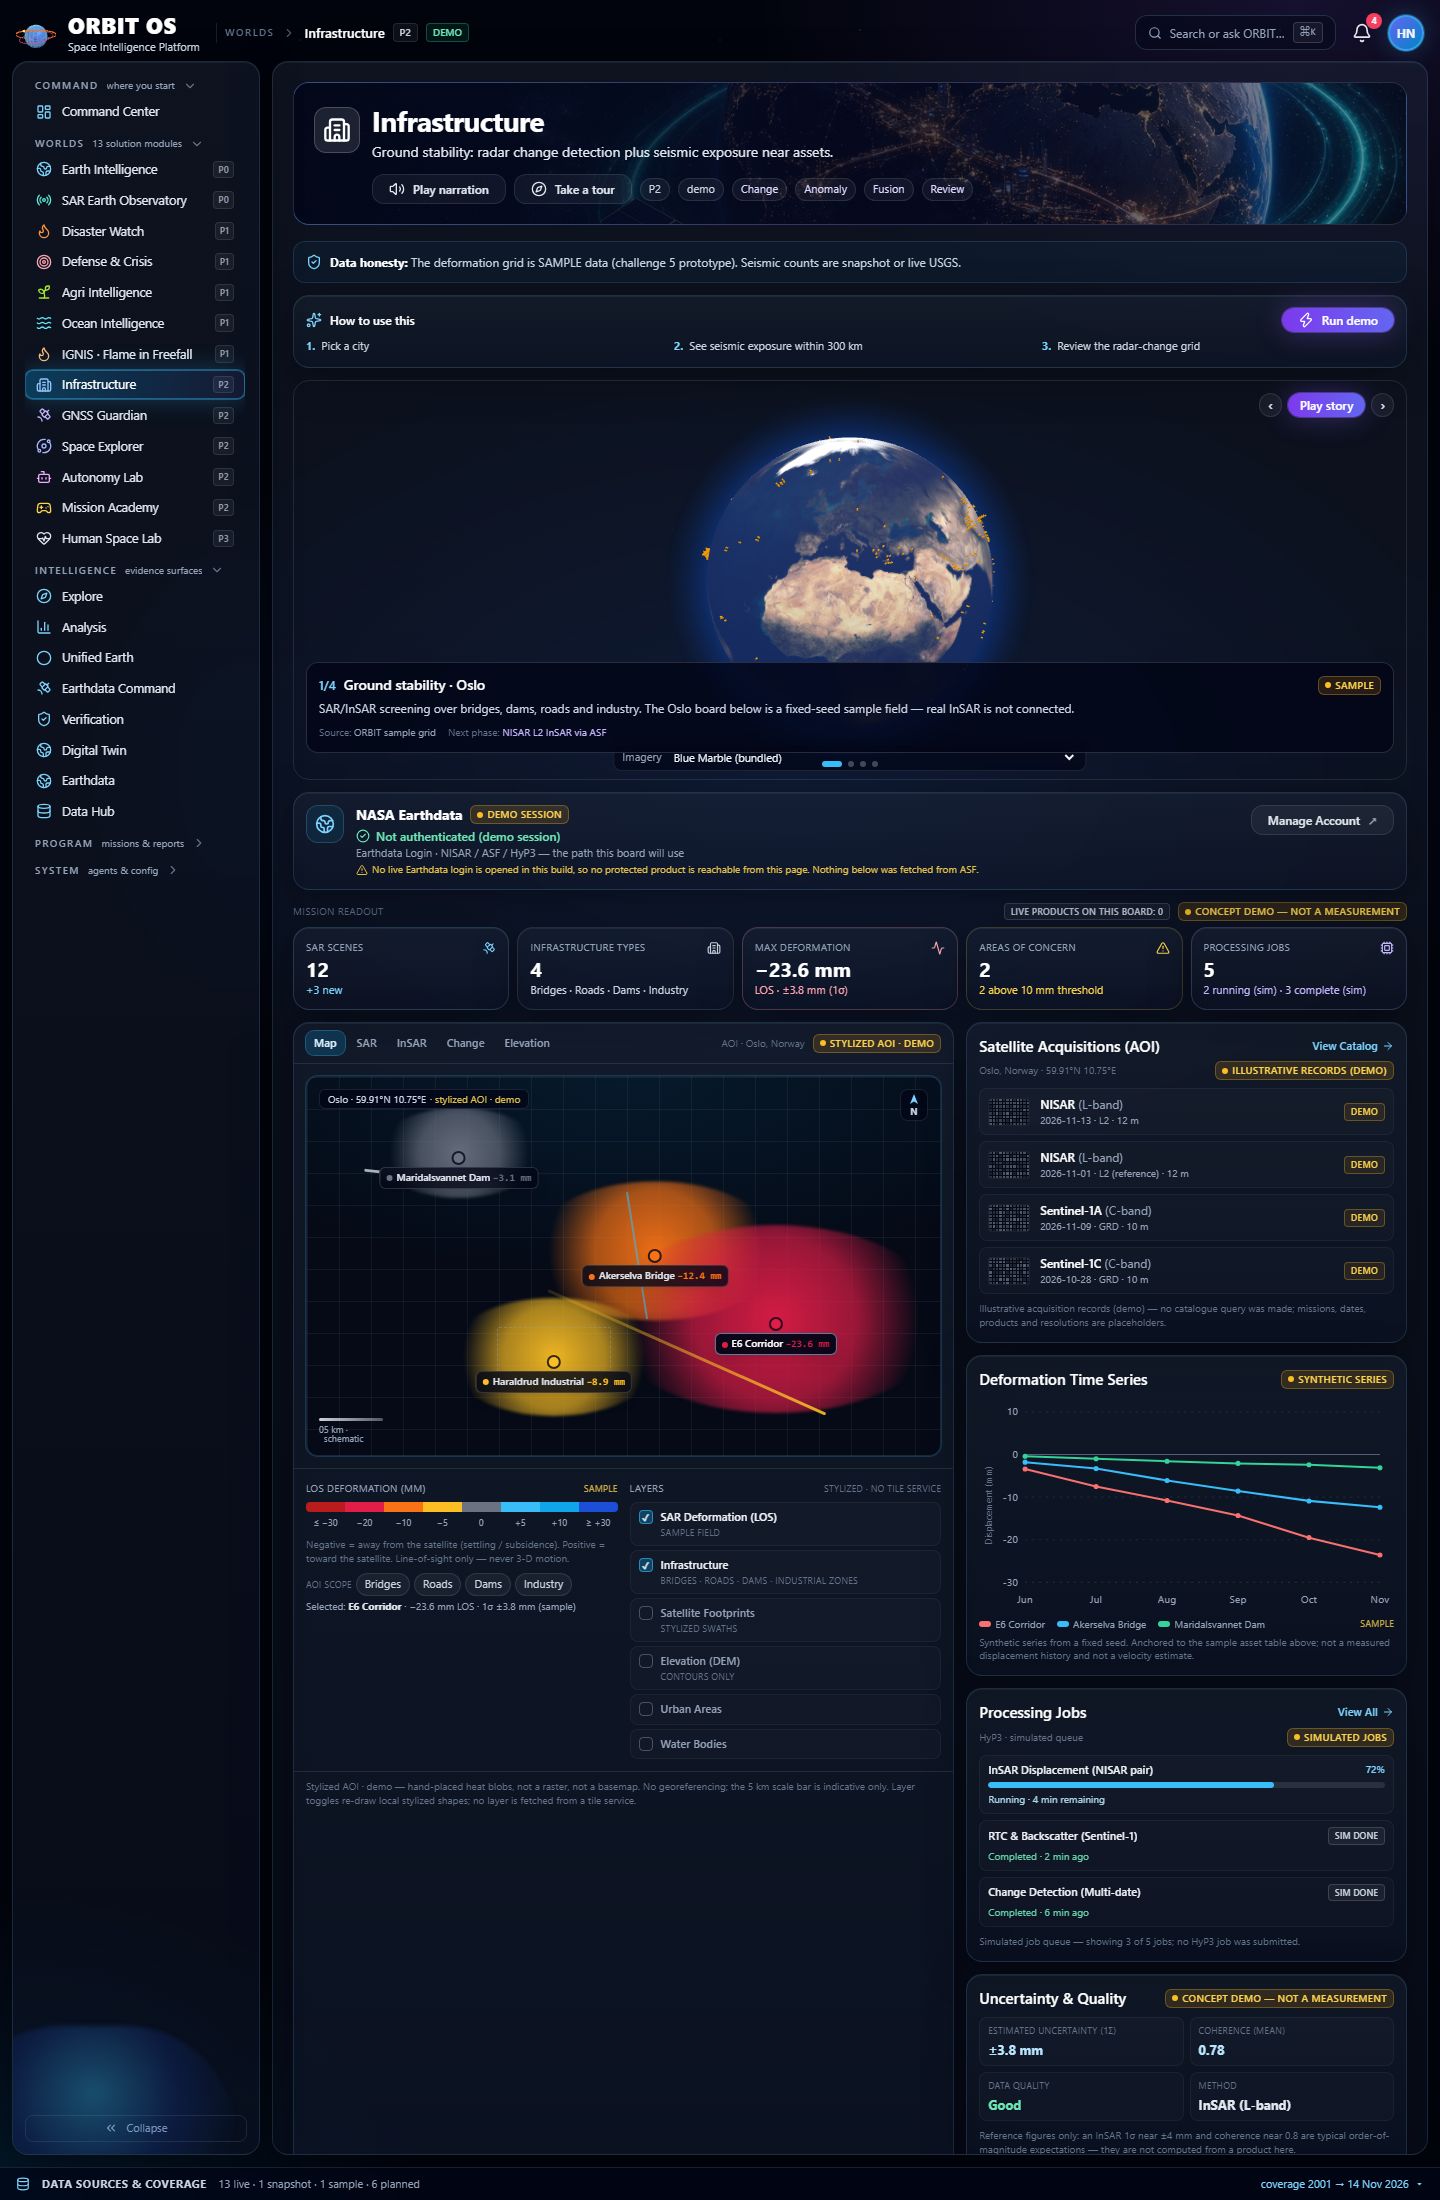 ORBIT OS
Space Intelligence Platform
WORLDS > Infrastructure P2 DEMO
Search or ask ORBIT... ⌘K
4
HN
COMMAND where you start
Command Center
WORLDS 13 solution modules
Earth Intelligence P0
SAR Earth Observatory P0
Disaster Watch P1
Defense & Crisis P1
Agri Intelligence P1
Ocean Intelligence P1
IGNIS · Flame in Freefall P1
Infrastructure P2
GNSS Guardian P2
Space Explorer P2
Autonomy Lab P2
Mission Academy P2
Human Space Lab P3
INTELLIGENCE evidence surfaces
Explore
Analysis
Unified Earth
Earthdata Command
Verification
Digital Twin
Earthdata
Data Hub
PROGRAM missions & reports
SYSTEM agents & config
Collapse
Infrastructure
Ground stability: radar change detection plus seismic exposure near assets.
Play narration Take a tour P2 demo Change Anomaly Fusion Review
Data honesty: The deformation grid is SAMPLE data (challenge 5 prototype). Seismic counts are snapshot or live USGS.
How to use this
Run demo
1. Pick a city 2. See seismic exposure within 300 km 3. Review the radar-change grid
‹ Play story ›
1/4 Ground stability · Oslo SAMPLE
SAR/InSAR screening over bridges, dams, roads and industry. The Oslo board below is a fixed-seed sample field — real InSAR is not connected.
Source: ORBIT sample grid Next phase: NISAR L2 InSAR via ASF
Imagery Blue Marble (bundled)
NASA Earthdata DEMO SESSION
Not authenticated (demo session)
Earthdata Login · NISAR / ASF / HyP3 — the path this board will use
No live Earthdata login is opened in this build, so no protected product is reachable from this page. Nothing below was fetched from ASF.
Manage Account ↗
MISSION READOUT
LIVE PRODUCTS ON THIS BOARD: 0 CONCEPT DEMO — NOT A MEASUREMENT
SAR SCENES
12
+3 new
INFRASTRUCTURE TYPES
4
Bridges · Roads · Dams · Industry
MAX DEFORMATION
−23.6 mm
LOS · ±3.8 mm (1σ)
AREAS OF CONCERN
2
2 above 10 mm threshold
PROCESSING JOBS
5
2 running (sim) · 3 complete (sim)
Map SAR InSAR Change Elevation
AOI · Oslo, Norway STYLIZED AOI · DEMO
Oslo · 59.91°N 10.75°E · stylized AOI · demo
N
Maridalsvannet Dam −3.1 mm
Akerselva Bridge −12.4 mm
E6 Corridor −23.6 mm
Haraldrud Industrial −8.9 mm
05 km ·
schematic
LOS DEFORMATION (MM) SAMPLE
≤ −30 −20 −10 −5 0 +5 +10 ≥ +30
Negative = away from the satellite (settling / subsidence). Positive =
toward the satellite. Line-of-sight only — never 3-D motion.
AOI SCOPE Bridges Roads Dams Industry
Selected: E6 Corridor · −23.6 mm LOS · 1σ ±3.8 mm (sample)
LAYERS STYLIZED · NO TILE SERVICE
SAR Deformation (LOS)
SAMPLE FIELD
Infrastructure
BRIDGES · ROADS · DAMS · INDUSTRIAL ZONES
Satellite Footprints
STYLIZED SWATHS
Elevation (DEM)
CONTOURS ONLY
Urban Areas
Water Bodies
Stylized AOI · demo — hand-placed heat blobs, not a raster, not a basemap. No georeferencing; the 5 km scale bar is indicative only. Layer
toggles re-draw local stylized shapes; no layer is fetched from a tile service.
Satellite Acquisitions (AOI) View Catalog →
Oslo, Norway · 59.91°N 10.75°E ILLUSTRATIVE RECORDS (DEMO)
NISAR (L-band)
2026-11-13 · L2 · 12 m
DEMO
NISAR (L-band)
2026-11-01 · L2 (reference) · 12 m
DEMO
Sentinel-1A (C-band)
2026-11-09 · GRD · 10 m
DEMO
Sentinel-1C (C-band)
2026-10-28 · GRD · 10 m
DEMO
Illustrative acquisition records (demo) — no catalogue query was made; missions, dates,
products and resolutions are placeholders.
Deformation Time Series SYNTHETIC SERIES
Displacement (mm)
10
0
-10
-20
-30
Jun Jul Aug Sep Oct Nov
E6 Corridor Akerselva Bridge Maridalsvannet Dam SAMPLE
Synthetic series from a fixed seed. Anchored to the sample asset table above; not a measured
displacement history and not a velocity estimate.
Processing Jobs View All →
HyP3 · simulated queue SIMULATED JOBS
InSAR Displacement (NISAR pair) 72%
Running · 4 min remaining
RTC & Backscatter (Sentinel-1) SIM DONE
Completed · 2 min ago
Change Detection (Multi-date) SIM DONE
Completed · 6 min ago
Simulated job queue — showing 3 of 5 jobs; no HyP3 job was submitted.
Uncertainty & Quality CONCEPT DEMO — NOT A MEASUREMENT
ESTIMATED UNCERTAINTY (1Σ)
±3.8 mm
COHERENCE (MEAN)
0.78
DATA QUALITY
Good
METHOD
InSAR (L-band)
Reference figures only: an InSAR 1σ near ±4 mm and coherence near 0.8 are typical order-of-
magnitude expectations — they are not computed from a product here.
DATA SOURCES & COVERAGE 13 live · 1 snapshot · 1 sample · 6 planned
coverage 2001 → 14 Nov 2026